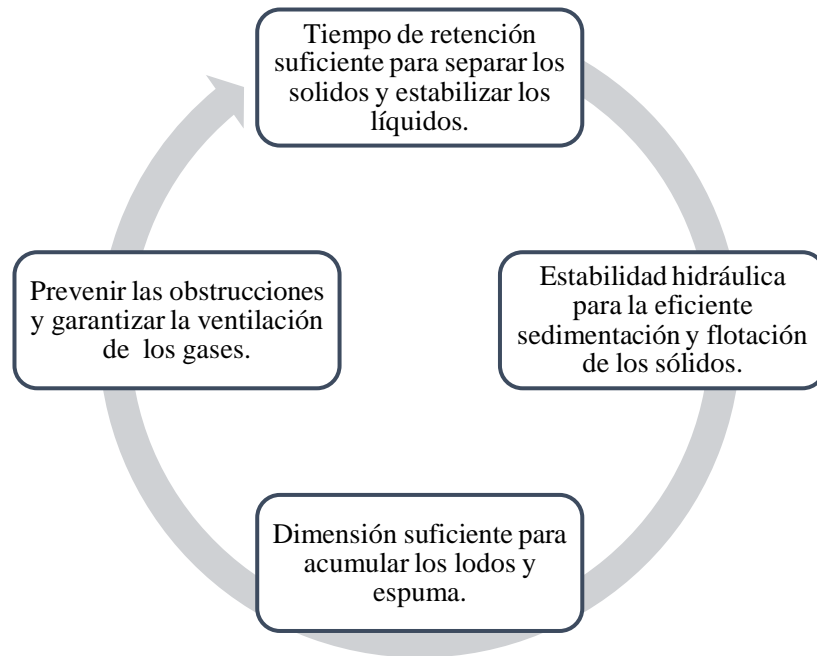 Tiempo de retención
suficiente para separar los
solidos y estabilizar los
líquidos.
Estabilidad hidráulica
para la eficiente
sedimentación y flotación
de los sólidos.
Dimensión suficiente para
acumular los lodos y
espuma.
Prevenir las obstrucciones
y garantizar la ventilación
de  los gases.